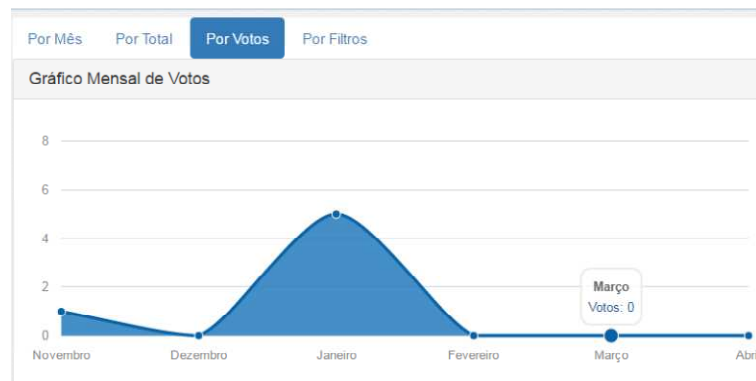 Por Mês Por Total Por Votos Por Filtros
Gráfico Mensal de Votos
8
6
4
2
0
Março
Votos: 0
Novembro Dezembro Janeiro Fevereiro Março Abri